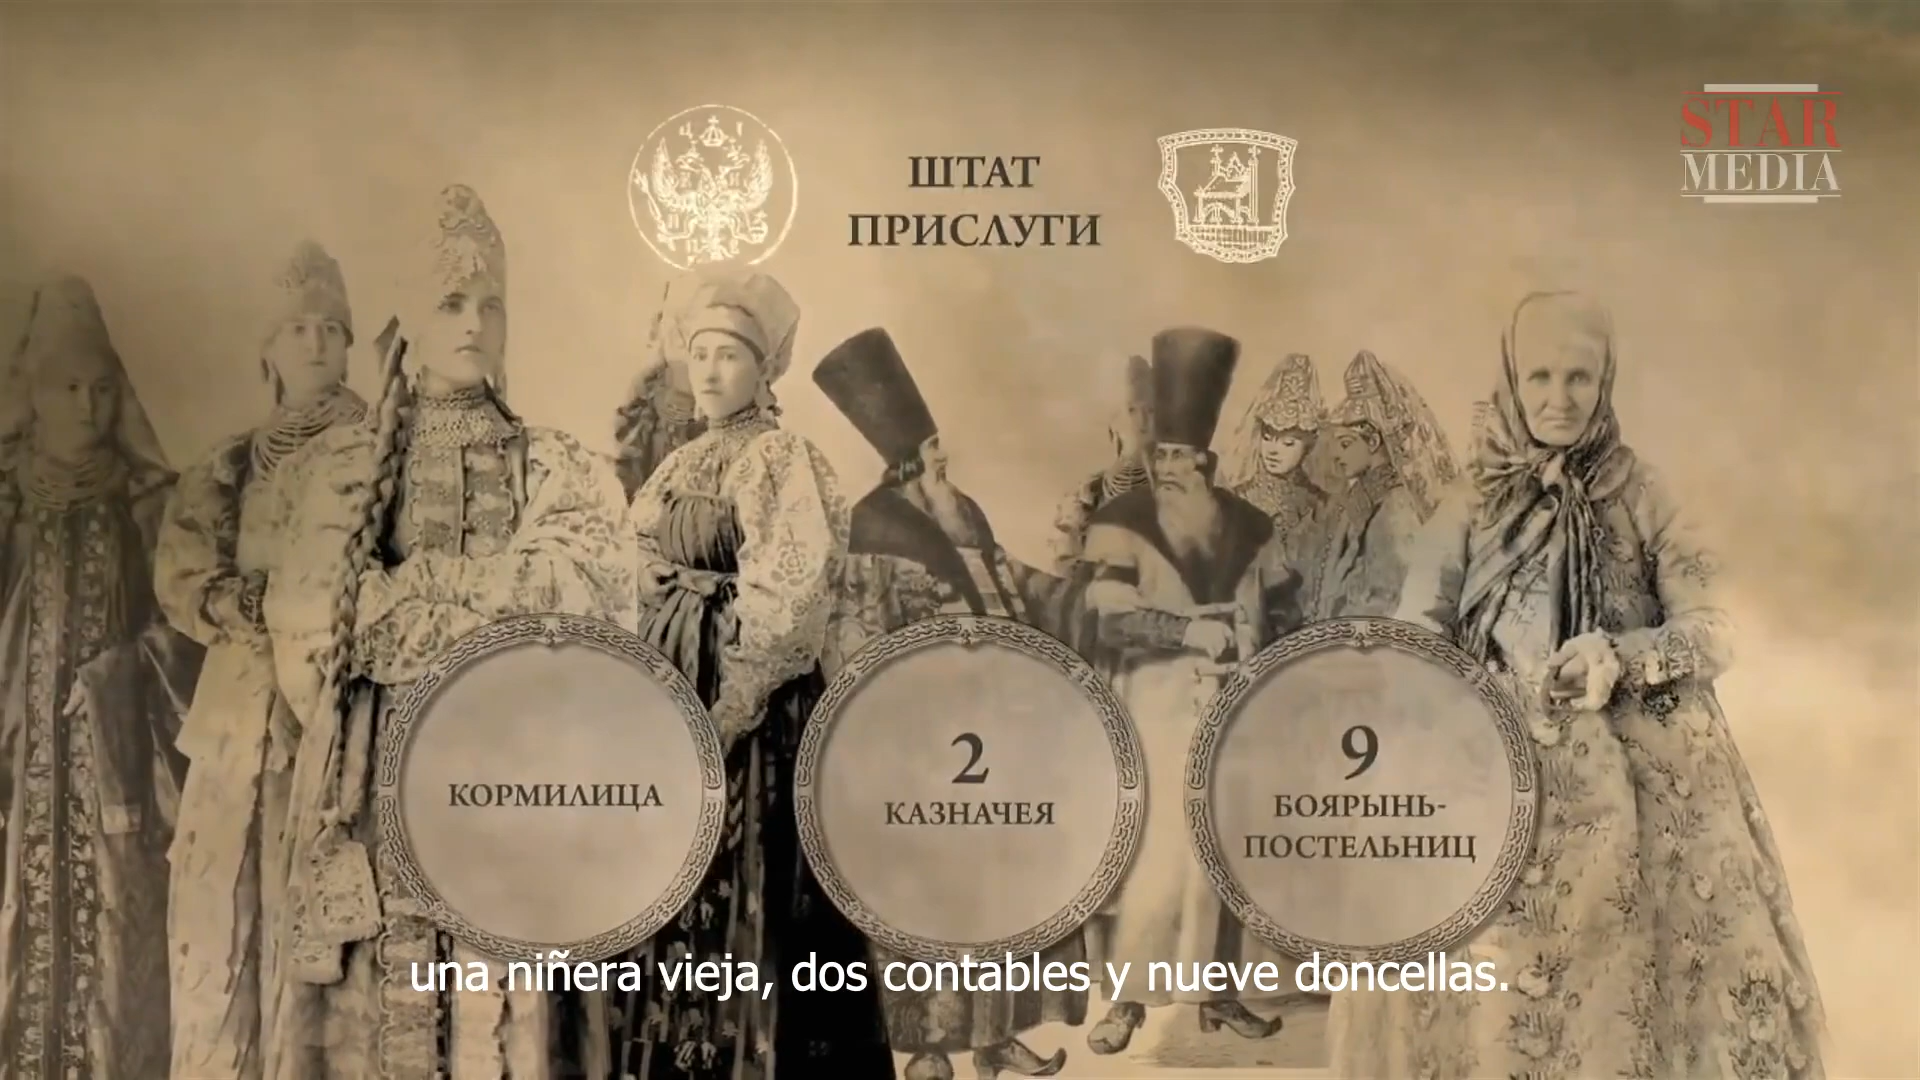 STAR
MEDIA
ШТАТ
ПРИСЛУГИ
КОРМИЛИЦА
2
КАЗНАЧЕЯ
9
БОЯРЫНЬ-
ПОСТЕЛЬНИЦ
una niñera vieja, dos contables y nueve doncellas.